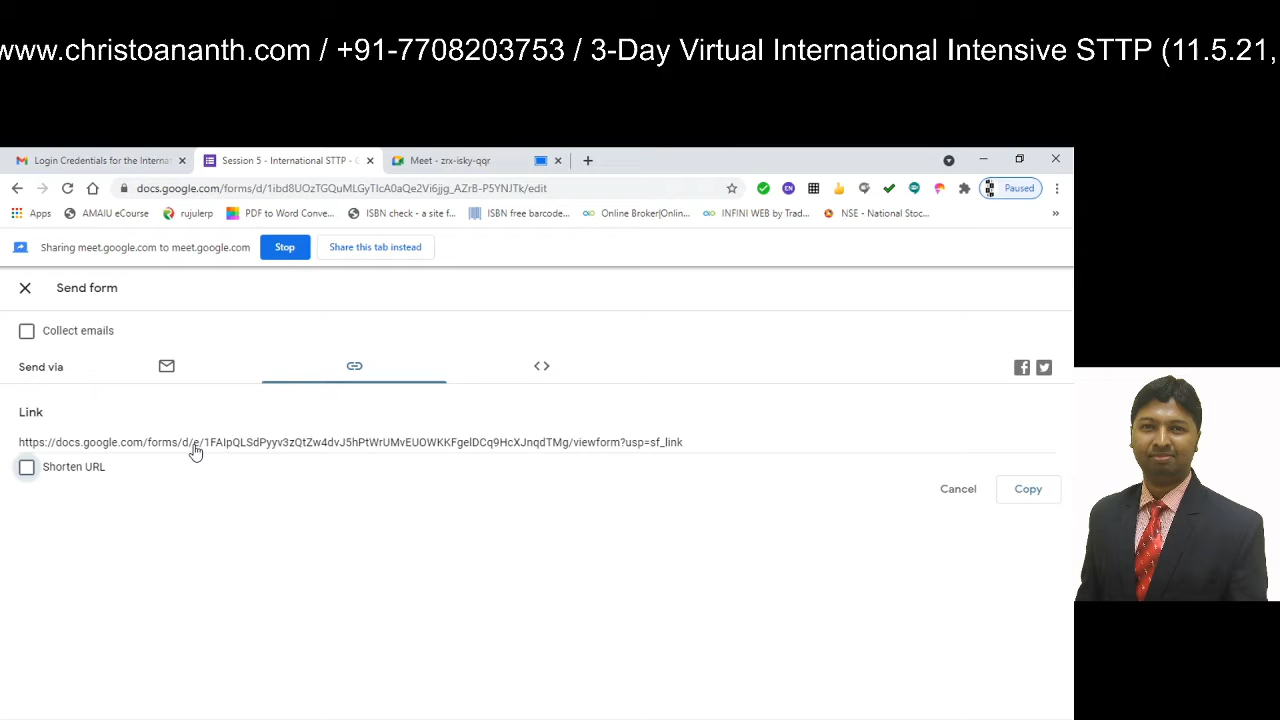 www.christoananth.com / +91-7708203753 / 3-Day Virtual International Intensive STTP (11.5.21,
Login Credentials for the Interna
Session 5 - International STTP - G
Meet - zrx-isky-qqr
docs.google.com/forms/d/1ibd8UOzTGQuMLGyTIcA0aQe2Vi6jjg_AZrB-P5YNJTk/edit
EN
Paused
Apps
AMAIU eCourse
rujulerp
PDF to Word Conve...
ISBN check - a site f...
ISBN free barcode...
Online Broker|Onlin...
INFINI WEB by Trad...
NSE - National Stoc...
Sharing meet.google.com to meet.google.com
Stop
Share this tab instead
Send form
Collect emails
Send via
Link
https://docs.google.com/forms/d/e/1FAIpQLSdPyyv3zQtZw4dvJ5hPtWrUMvEUOWKKFgelDCq9HcXJnqdTMg/viewform?usp=sf_link
Shorten URL
Cancel
Copy